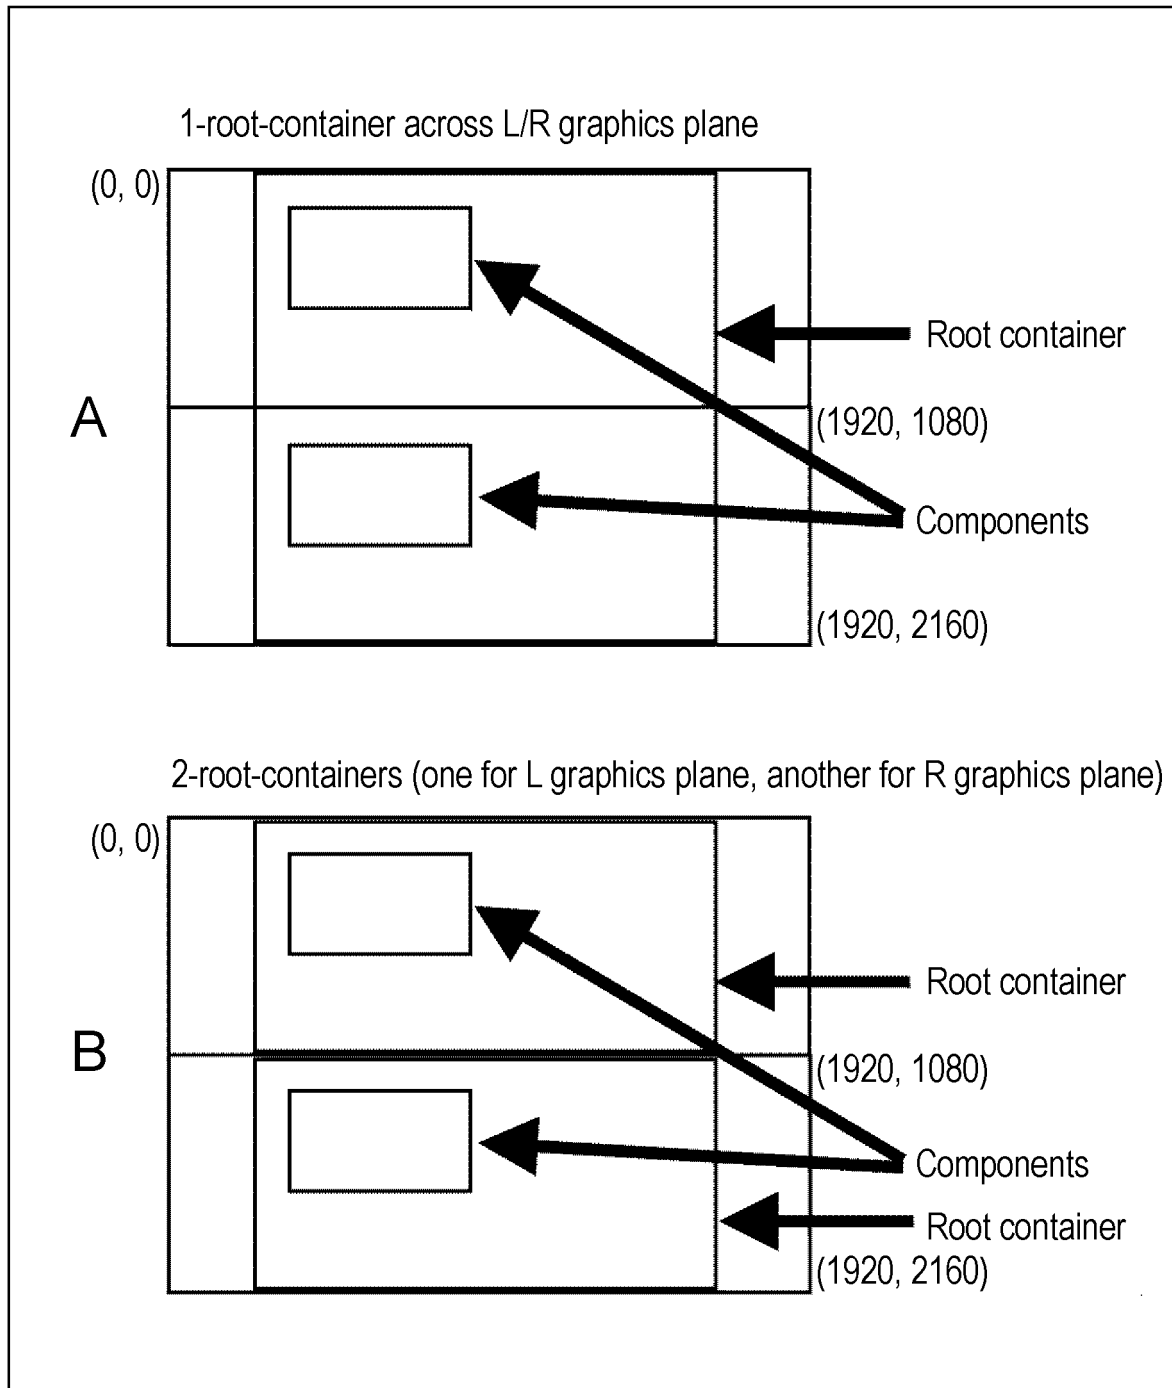 1-root-container across L/R graphics plane
(0, 0)
Root container
A
(1920, 1080)
Components
(1920, 2160)
2-root-containers (one for L graphics plane, another for R graphics plane)
(0, 0)
Root container
B
(1920, 1080)
Components
Root container
(1920, 2160)